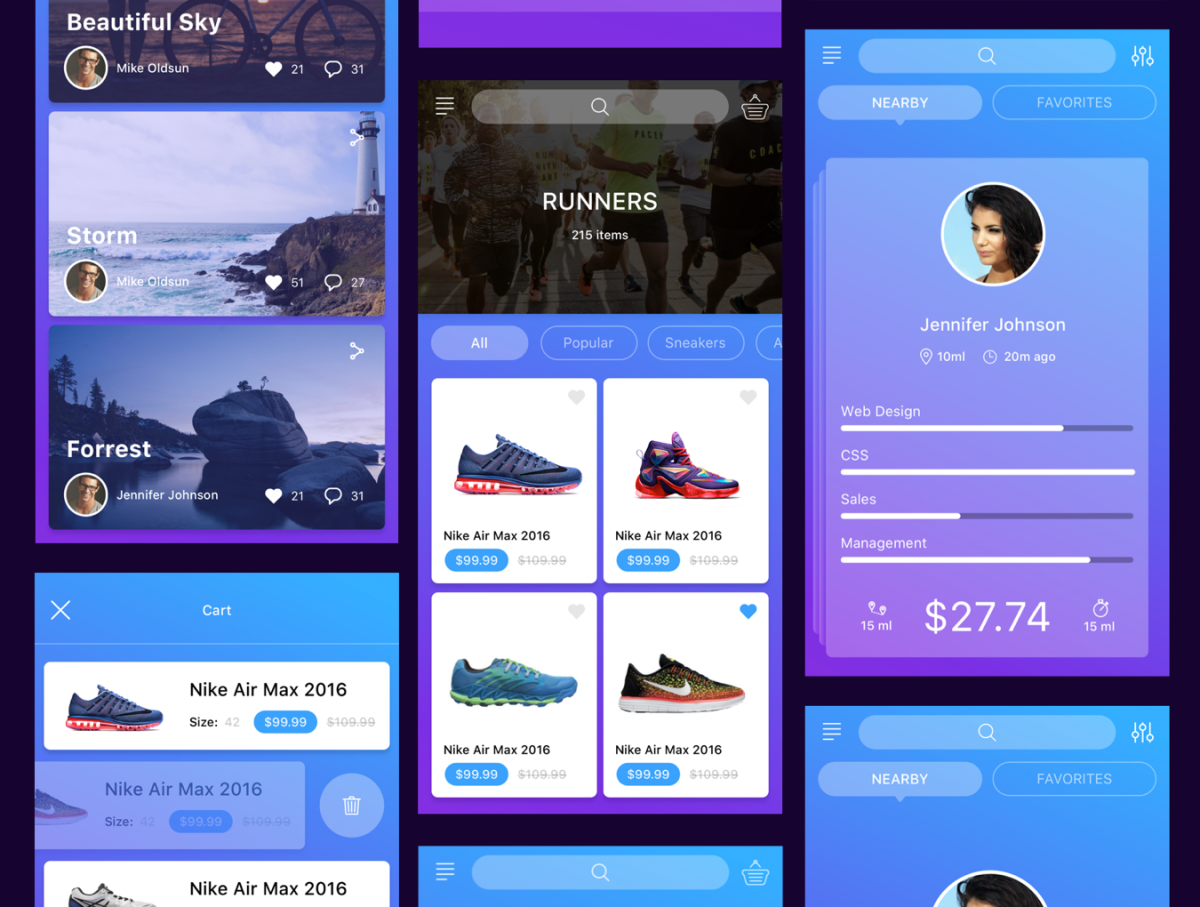 Beautiful Sky
Mike Oldsun
21
31
Storm
Mike Oldsun
51
27
Forrest
Jennifer Johnson
21
31
Cart
Nike Air Max 2016
Size: 42 $99.99 $109.99
Nike Air Max 2016
Size: 42 $99.99 $109.99
Nike Air Max 2016
PACER
COAC
RUNNERS
215 items
All
Popular
Sneakers
A
Nike Air Max 2016
$99.99 $109.99
Nike Air Max 2016
$99.99 $109.99
Nike Air Max 2016
$99.99 $109.99
Nike Air Max 2016
$99.99 $109.99
NEARBY
FAVORITES
Jennifer Johnson
10ml
20m ago
Web Design
CSS
Sales
Management
15 ml
$27.74
15 ml
NEARBY
FAVORITES